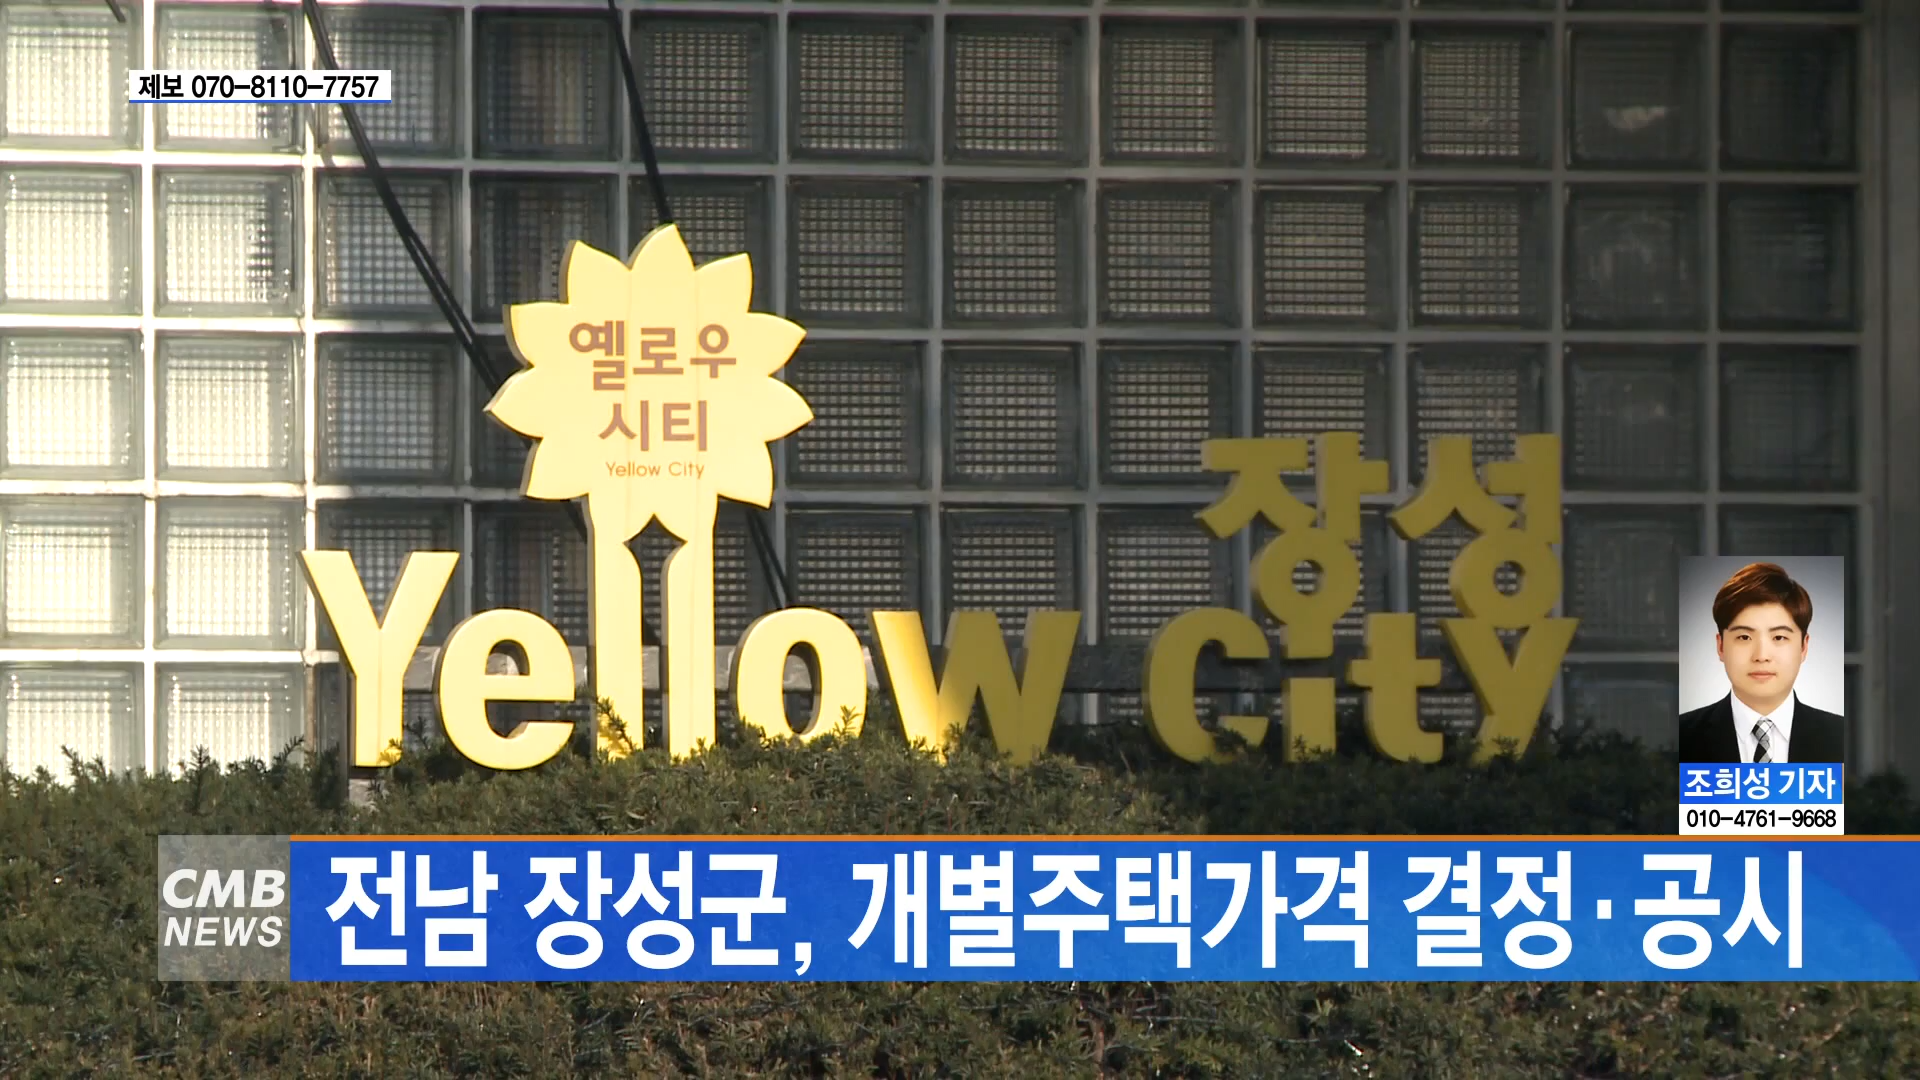 제보 070-8110-7757
옐로우
시티
Yellow City
장성
Yellow City
조희성 기자
010-4761-9668
CMB
NEWS
전남 장성군, 개별주택가격 결정·공시